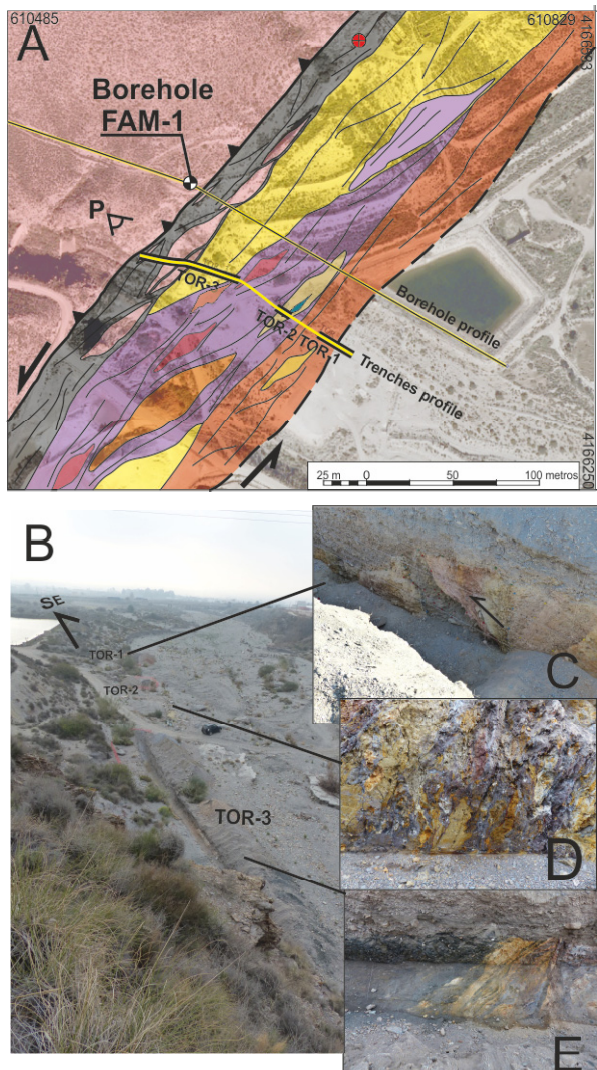 610485
610829
A
Borehole
FAM-1
P
TOR-3
TOR-2 TOR-1
Borehole profile
Trenches profile
4166250
25 m 0 50 100 metros
B
SE
TOR-1
TOR-2
TOR-3
C
D
E